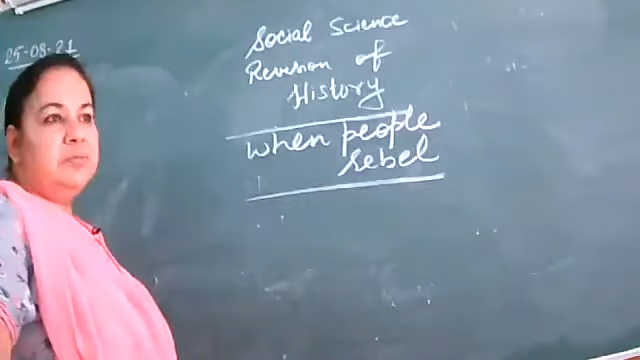 25-08-21
Social Science
Revision of
History
when people
rebel